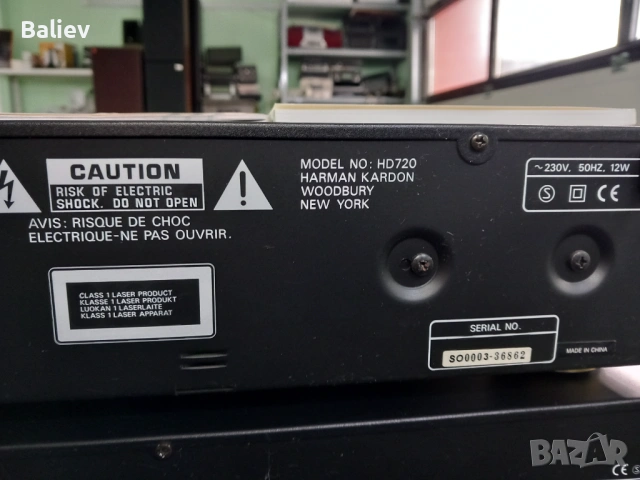 Baliev
CAUTION
RISK OF ELECTRIC
SHOCK. DO NOT OPEN
AVIS: RISQUE DE CHOC
ELECTRIQUE-NE PAS OUVRIR.
MODEL NO: HD720
HARMAN KARDON
WOODBURY
NEW YORK
~230V, 50HZ, 12W
S CE
CLASS 1 LASER PRODUCT
KLASSE 1 LASER PRODUKT
LUOKAN 1 LASERLAITE
KLASS 1 LASER APPARAT
SERIAL NO.
SO0003-36862
MADE IN CHINA
BAZAR
CE S